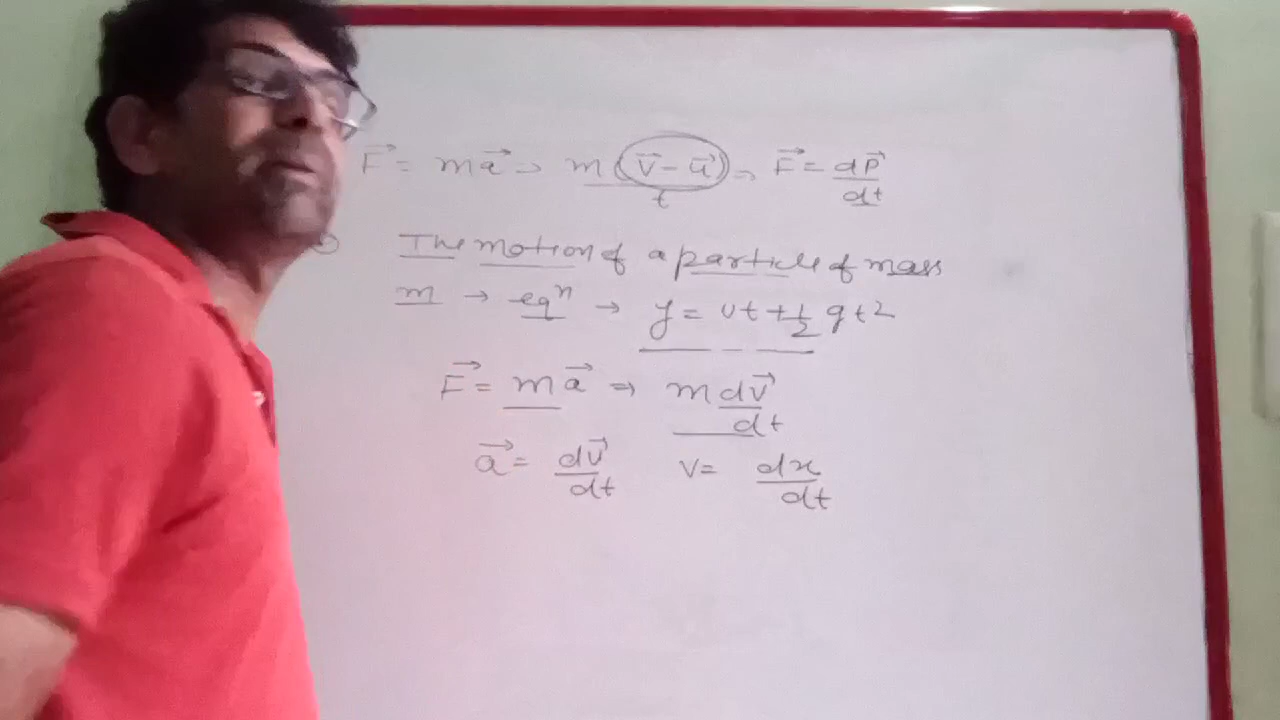 F⃗ = ma⃗ ⇒ m(v⃗ - u⃗)/t ⇒ F⃗ = dP⃗/dt
The motion of a particle of mass
m → eqⁿ → y = ut + 1/2 gt2
F⃗ = ma⃗ ⇒ m dv⃗/dt
a⃗ = dv⃗/dt v = dx/dt